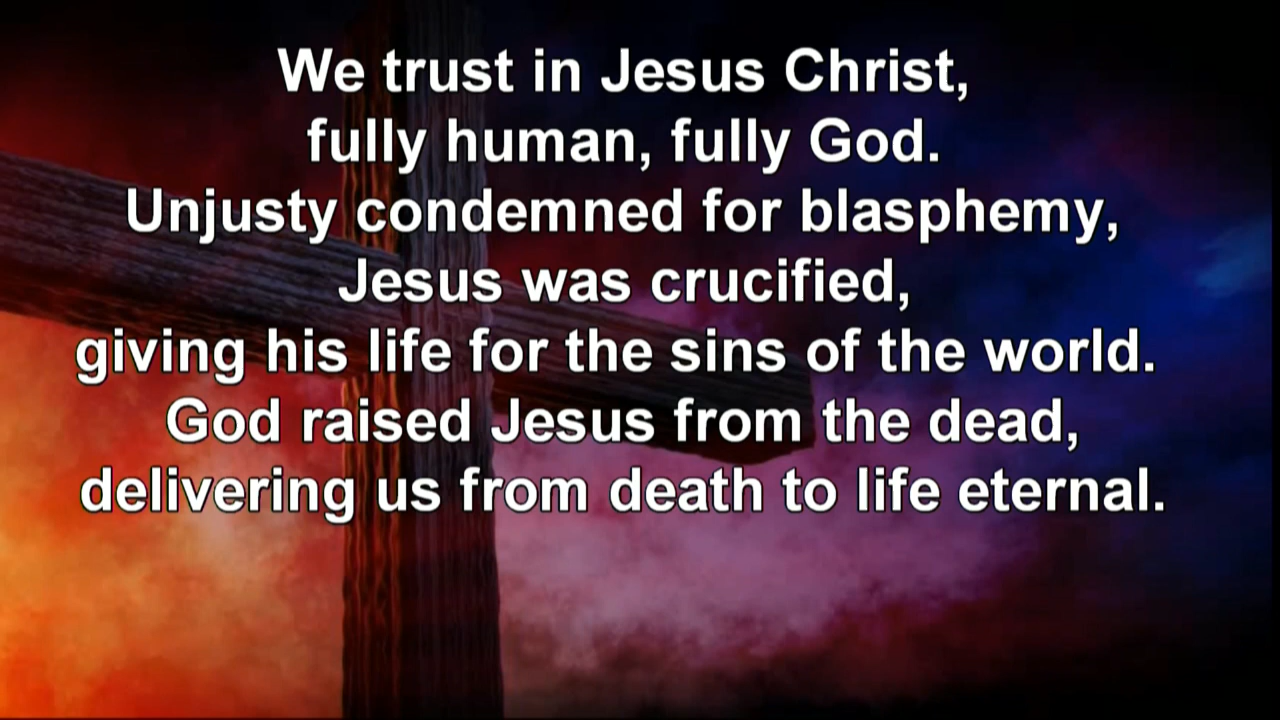 We trust in Jesus Christ,
fully human, fully God.
Unjusty condemned for blasphemy,
Jesus was crucified,
giving his life for the sins of the world.
God raised Jesus from the dead,
delivering us from death to life eternal.